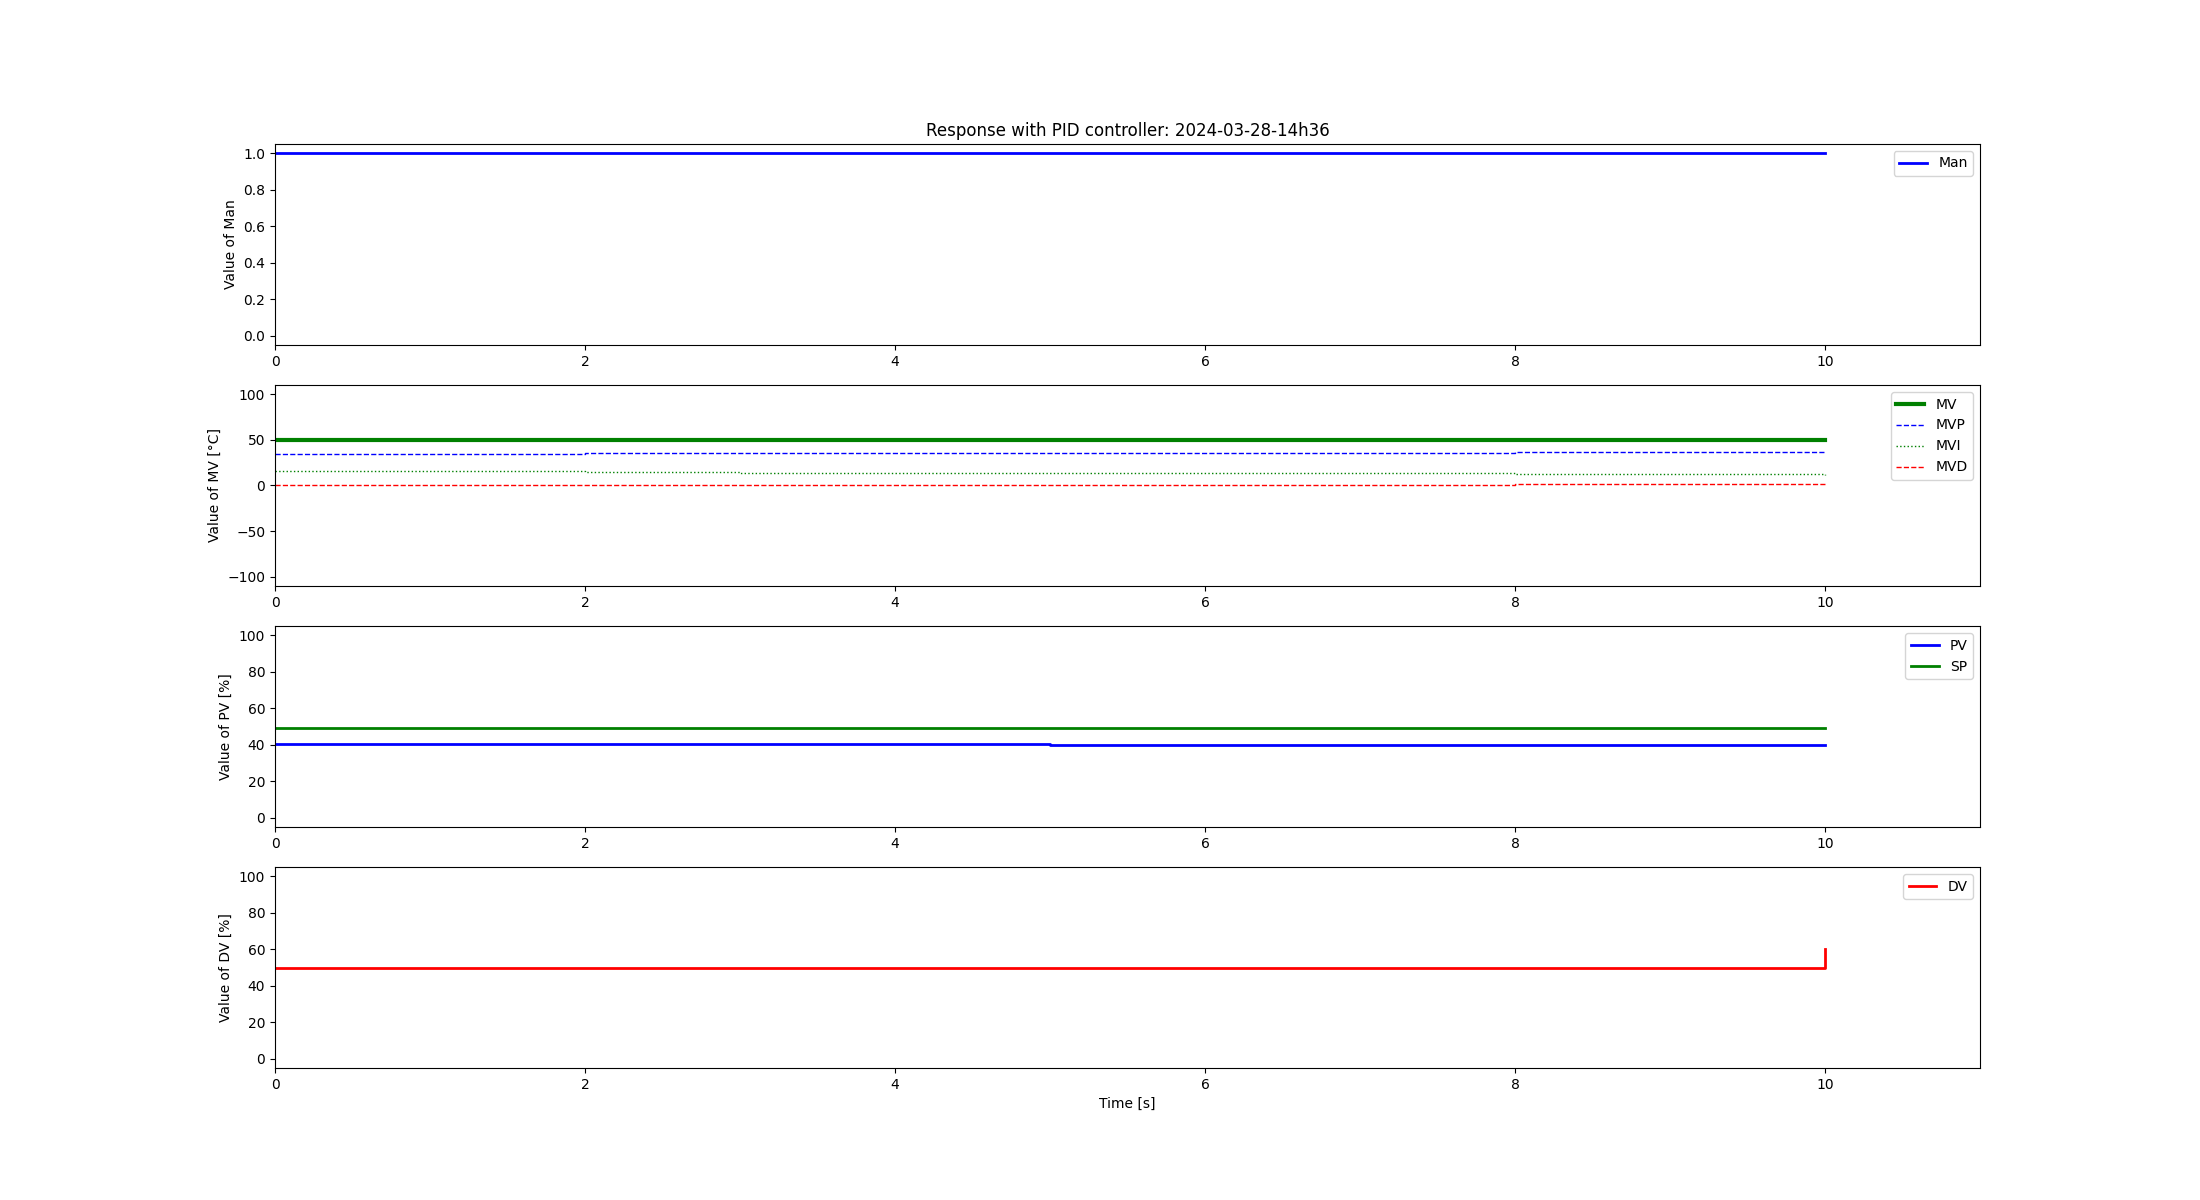 Response with PID controller: 2024-03-28-14h36
Value of Man
1.0
0.8
0.6
0.4
0.2
0.0
Man
0 2 4 6 8 10
Value of MV [°C]
100
50
0
−50
−100
MV
MVP
MVI
MVD
0 2 4 6 8 10
Value of PV [%]
100
80
60
40
20
0
PV
SP
0 2 4 6 8 10
Value of DV [%]
100
80
60
40
20
0
DV
0 2 4 6 8 10
Time [s]